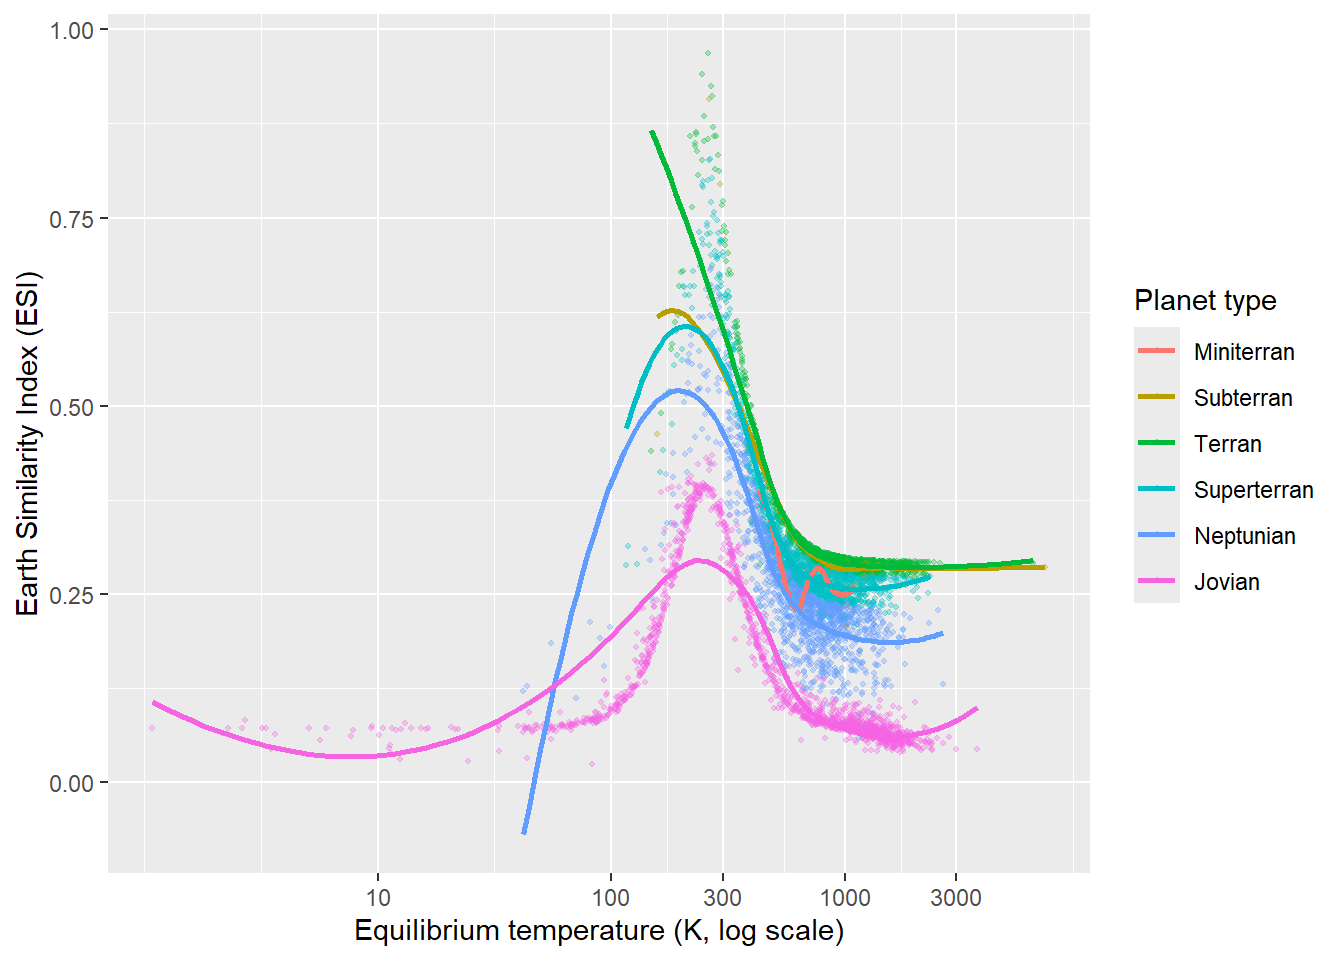 1.00
0.75
0.50
0.25
0.00
10
100
300
1000
3000
Equilibrium temperature (K, log scale)
Earth Similarity Index (ESI)
Planet type
Miniterran
Subterran
Terran
Superterran
Neptunian
Jovian